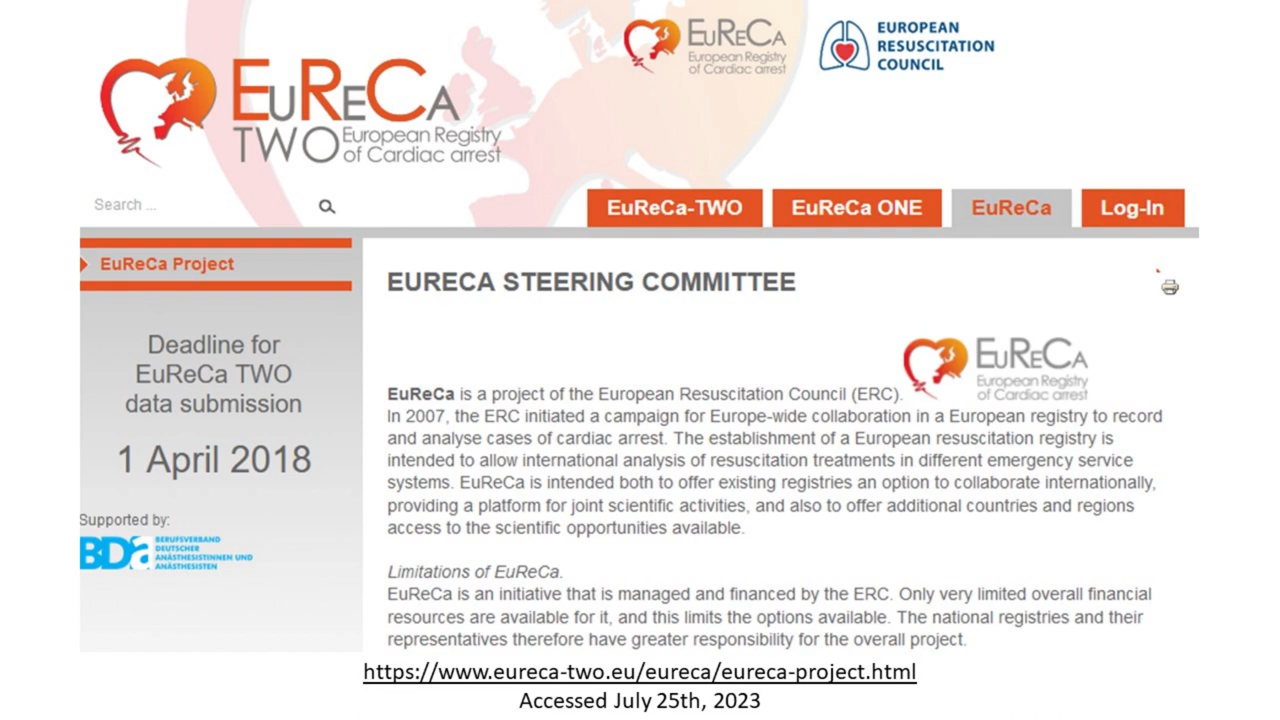 EuReCa
European Registry
of Cardiac arrest
EUROPEAN
RESUSCITATION
COUNCIL
EuReCa
TWO European Registry
of Cardiac arrest
Search ...
EuReCa-TWO
EuReCa ONE
EuReCa
Log-In
EuReCa Project
Deadline for
EuReCa TWO
data submission
1 April 2018
Supported by:
BDa BERUFSVERBAND
DEUTSCHER
ANÄSTHESISTINNEN UND
ANÄSTHESISTEN
EURECA STEERING COMMITTEE
EuReCa
European Registry
of Cardiac arrest
EuReCa is a project of the European Resuscitation Council (ERC).
In 2007, the ERC initiated a campaign for Europe-wide collaboration in a European registry to record
and analyse cases of cardiac arrest. The establishment of a European resuscitation registry is
intended to allow international analysis of resuscitation treatments in different emergency service
systems. EuReCa is intended both to offer existing registries an option to collaborate internationally,
providing a platform for joint scientific activities, and also to offer additional countries and regions
access to the scientific opportunities available.
Limitations of EuReCa.
EuReCa is an initiative that is managed and financed by the ERC. Only very limited overall financial
resources are available for it, and this limits the options available. The national registries and their
representatives therefore have greater responsibility for the overall project.
https://www.eureca-two.eu/eureca/eureca-project.html
Accessed July 25th, 2023